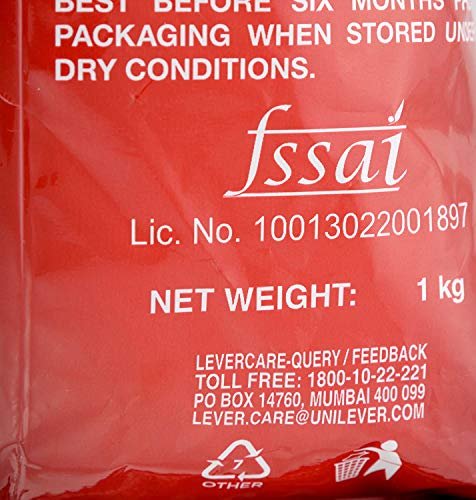 BEST BEFORE SIX MONTHS
PACKAGING WHEN STORED
DRY CONDITIONS.
fssai
Lic. No. 10013022001897
NET WEIGHT: 1 kg
LEVERCARE-QUERY / FEEDBACK
TOLL FREE: 1800-10-22-221
PO BOX 14760, MUMBAI 400 099
LEVER.CARE@UNILEVER.COM
7
OTHER